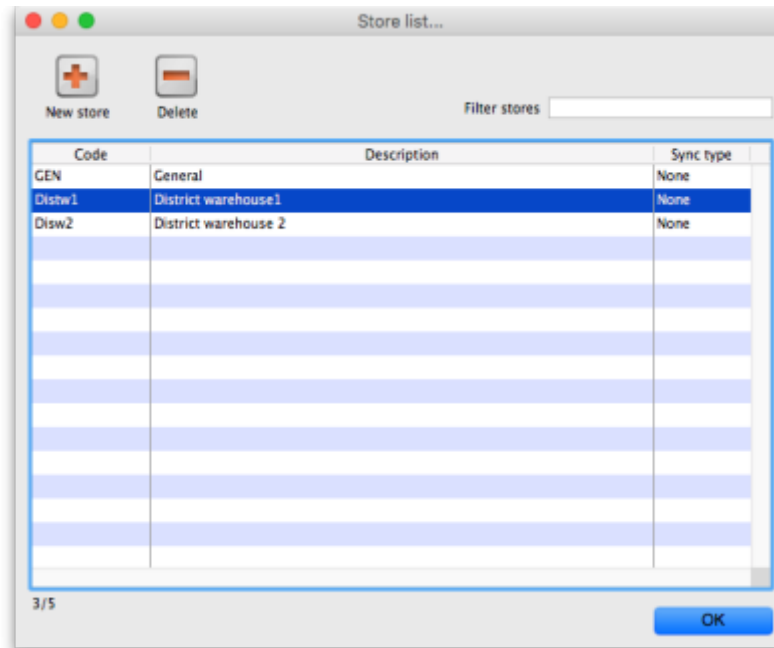 Store list...
New store Delete Filter stores
Code Description Sync type
GEN General None
Distw1 District warehouse1 None
Disw2 District warehouse 2 None
3/5
OK